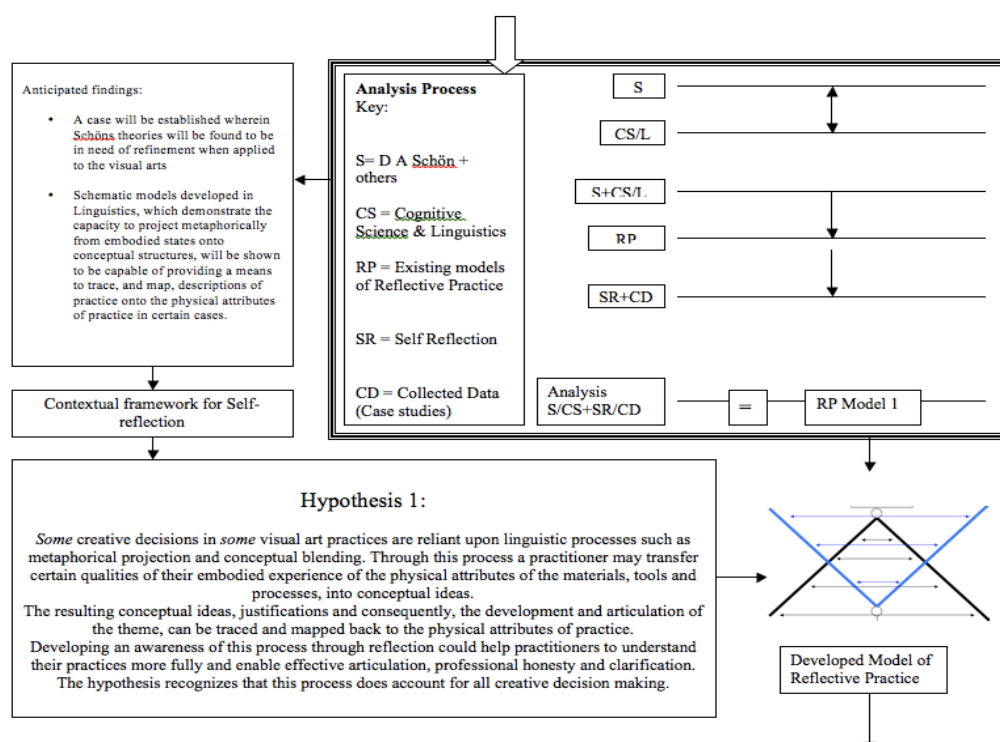 Anticipated findings:
• A case will be established wherein
Schöns theories will be found to be
in need of refinement when applied
to the visual arts
• Schematic models developed in
Linguistics, which demonstrate the
capacity to project metaphorically
from embodied states onto
conceptual structures, will be shown
to be capable of providing a means
to trace, and map, descriptions of
practice onto the physical attributes
of practice in certain cases.
Contextual framework for Self-
reflection
Analysis Process
Key:
S= D A Schön +
others
CS = Cognitive
Science & Linguistics
RP = Existing models
of Reflective Practice
SR = Self Reflection
CD = Collected Data
(Case studies)
S
CS/L
S+CS/L
RP
SR+CD
Analysis
S/CS+SR/CD
=
RP Model 1
Hypothesis 1:
Some creative decisions in some visual art practices are reliant upon linguistic processes such as
metaphorical projection and conceptual blending. Through this process a practitioner may transfer
certain qualities of their embodied experience of the physical attributes of the materials, tools and
processes, into conceptual ideas.
The resulting conceptual ideas, justifications and consequently, the development and articulation of
the theme, can be traced and mapped back to the physical attributes of practice.
Developing an awareness of this process through reflection could help practitioners to understand
their practices more fully and enable effective articulation, professional honesty and clarification.
The hypothesis recognizes that this process does account for all creative decision making.
Developed Model of
Reflective Practice